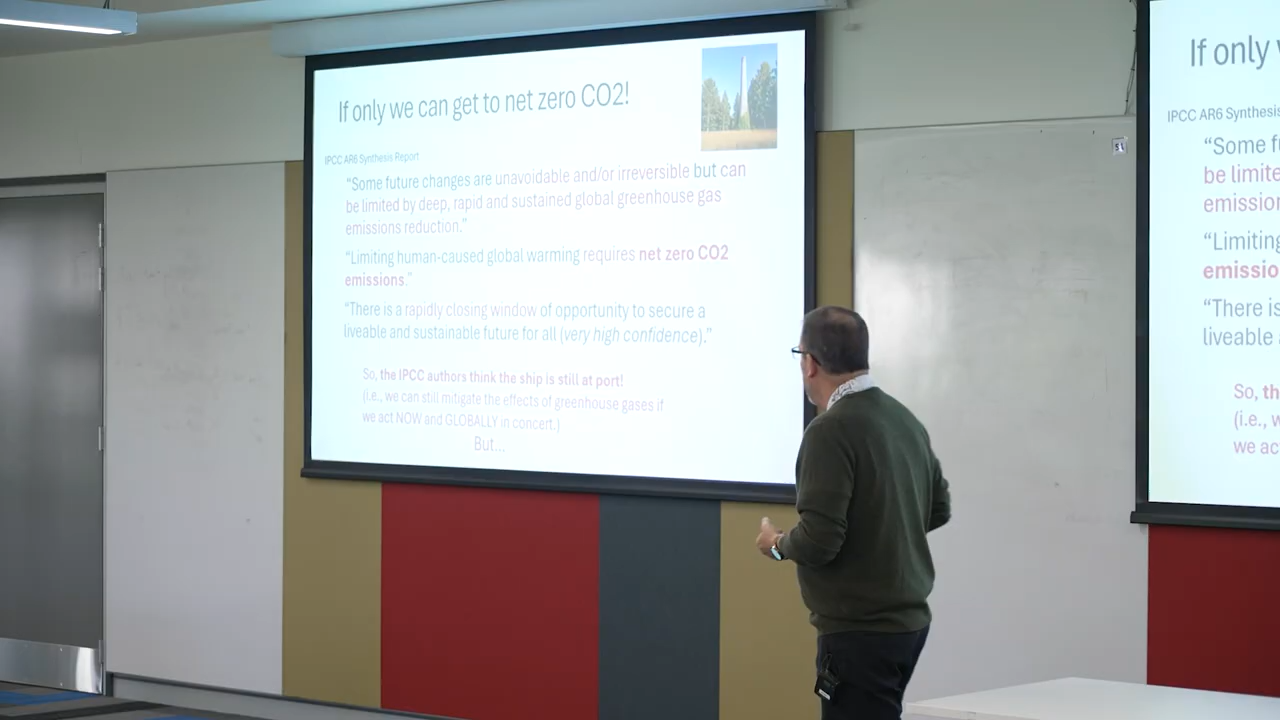 If only we can get to net zero CO2!
IPCC AR6 Synthesis Report
“Some future changes are unavoidable and/or irreversible but can
be limited by deep, rapid and sustained global greenhouse gas
emissions reduction.”
“Limiting human-caused global warming requires net zero CO2
emissions.”
“There is a rapidly closing window of opportunity to secure a
liveable and sustainable future for all (very high confidence).”
So, the IPCC authors think the ship is still at port!
(i.e., we can still mitigate the effects of greenhouse gases if
we act NOW and GLOBALLY in concert.)
But...
If only
IPCC AR6 Synthesis
“Some fu
be limite
emission
“Limiting
emissio
“There is
liveable
So, th
(i.e., w
we ac